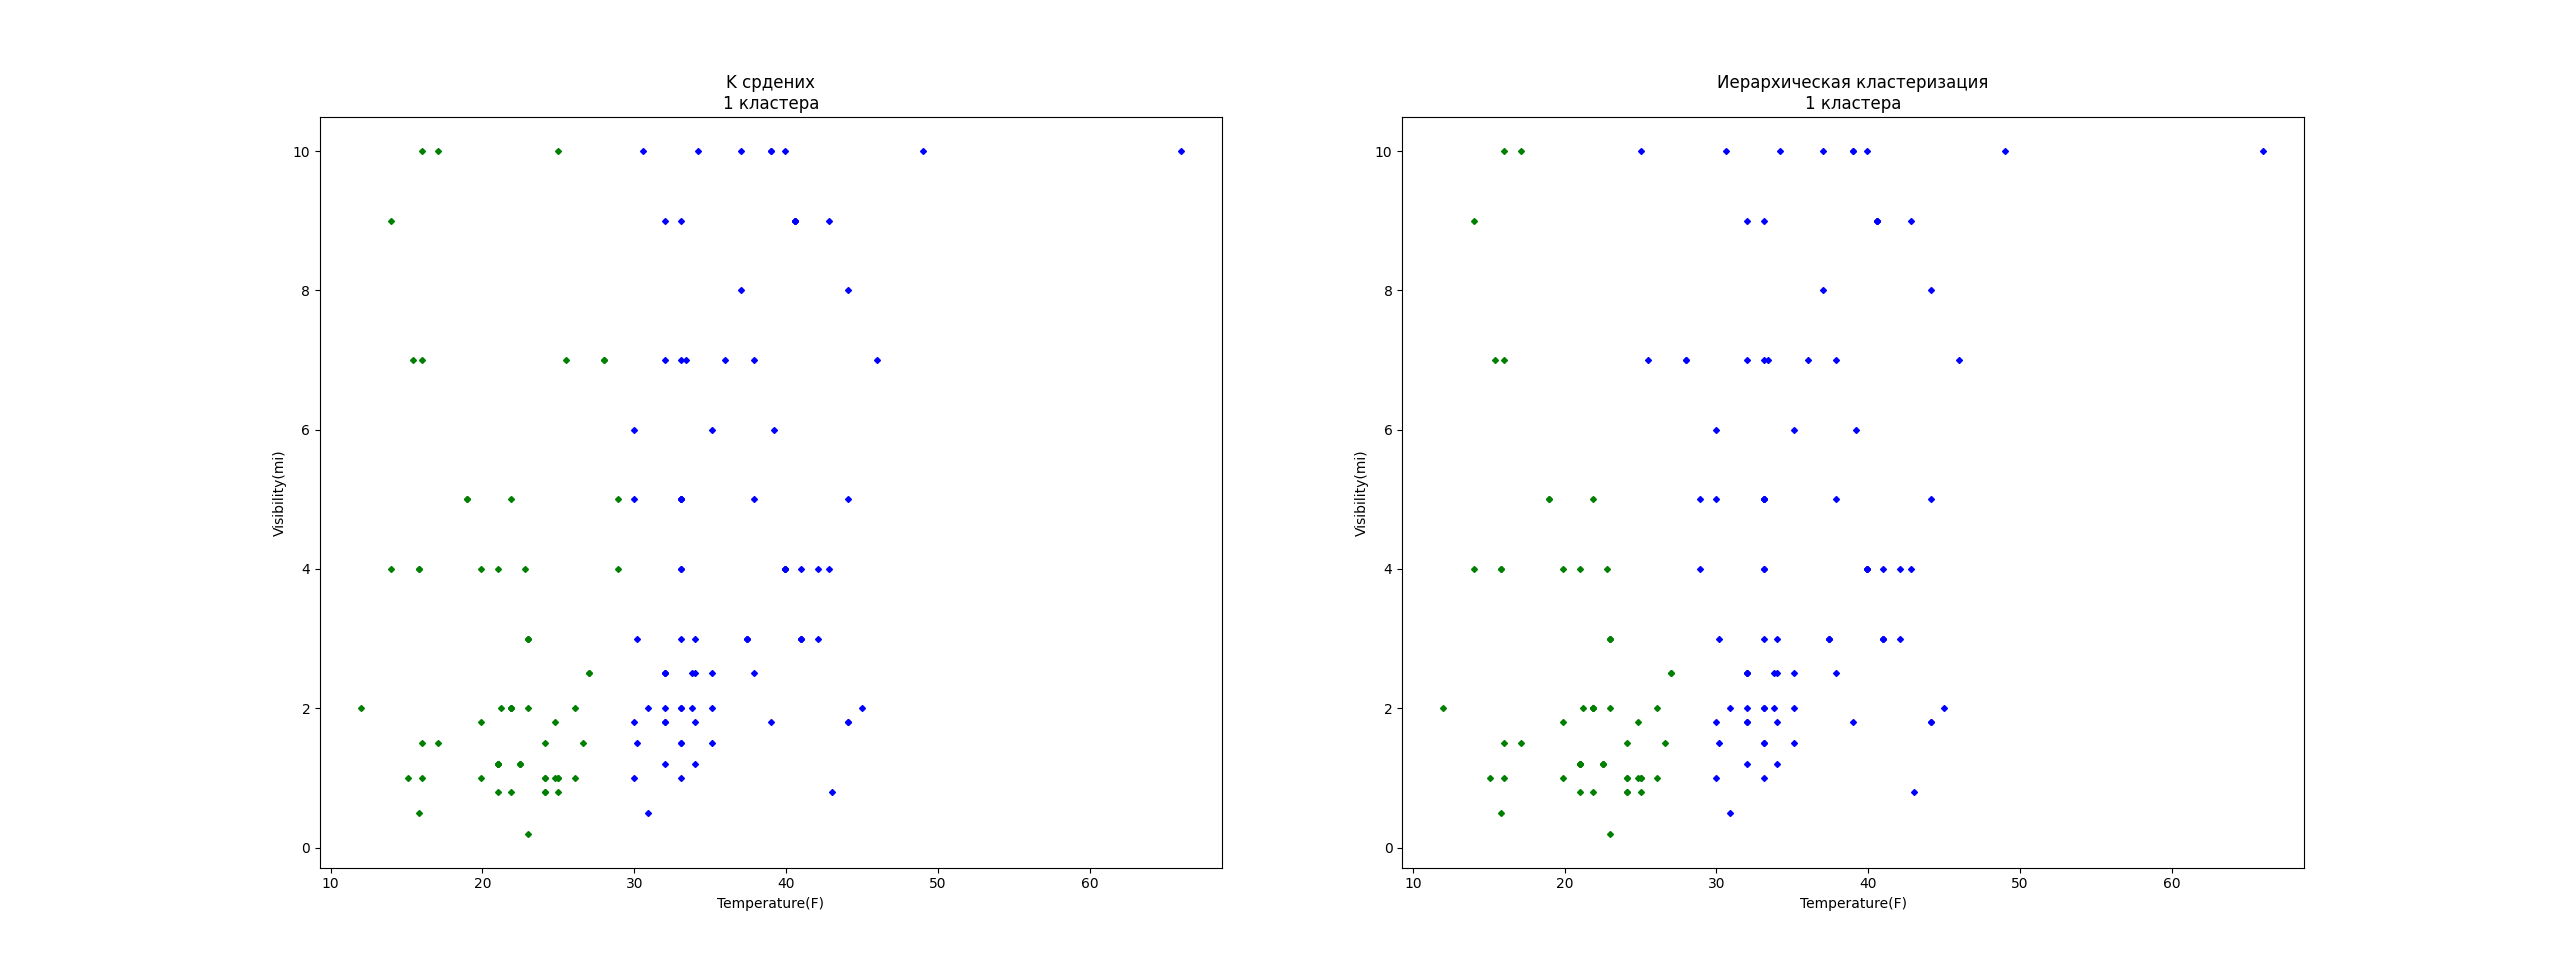 K срдених
1 кластера
10
8
6
4
2
0
Visibility(mi)
10 20 30 40 50 60
Temperature(F)
Иерархическая кластеризация
1 кластера
10
8
6
4
2
0
Visibility(mi)
10 20 30 40 50 60
Temperature(F)